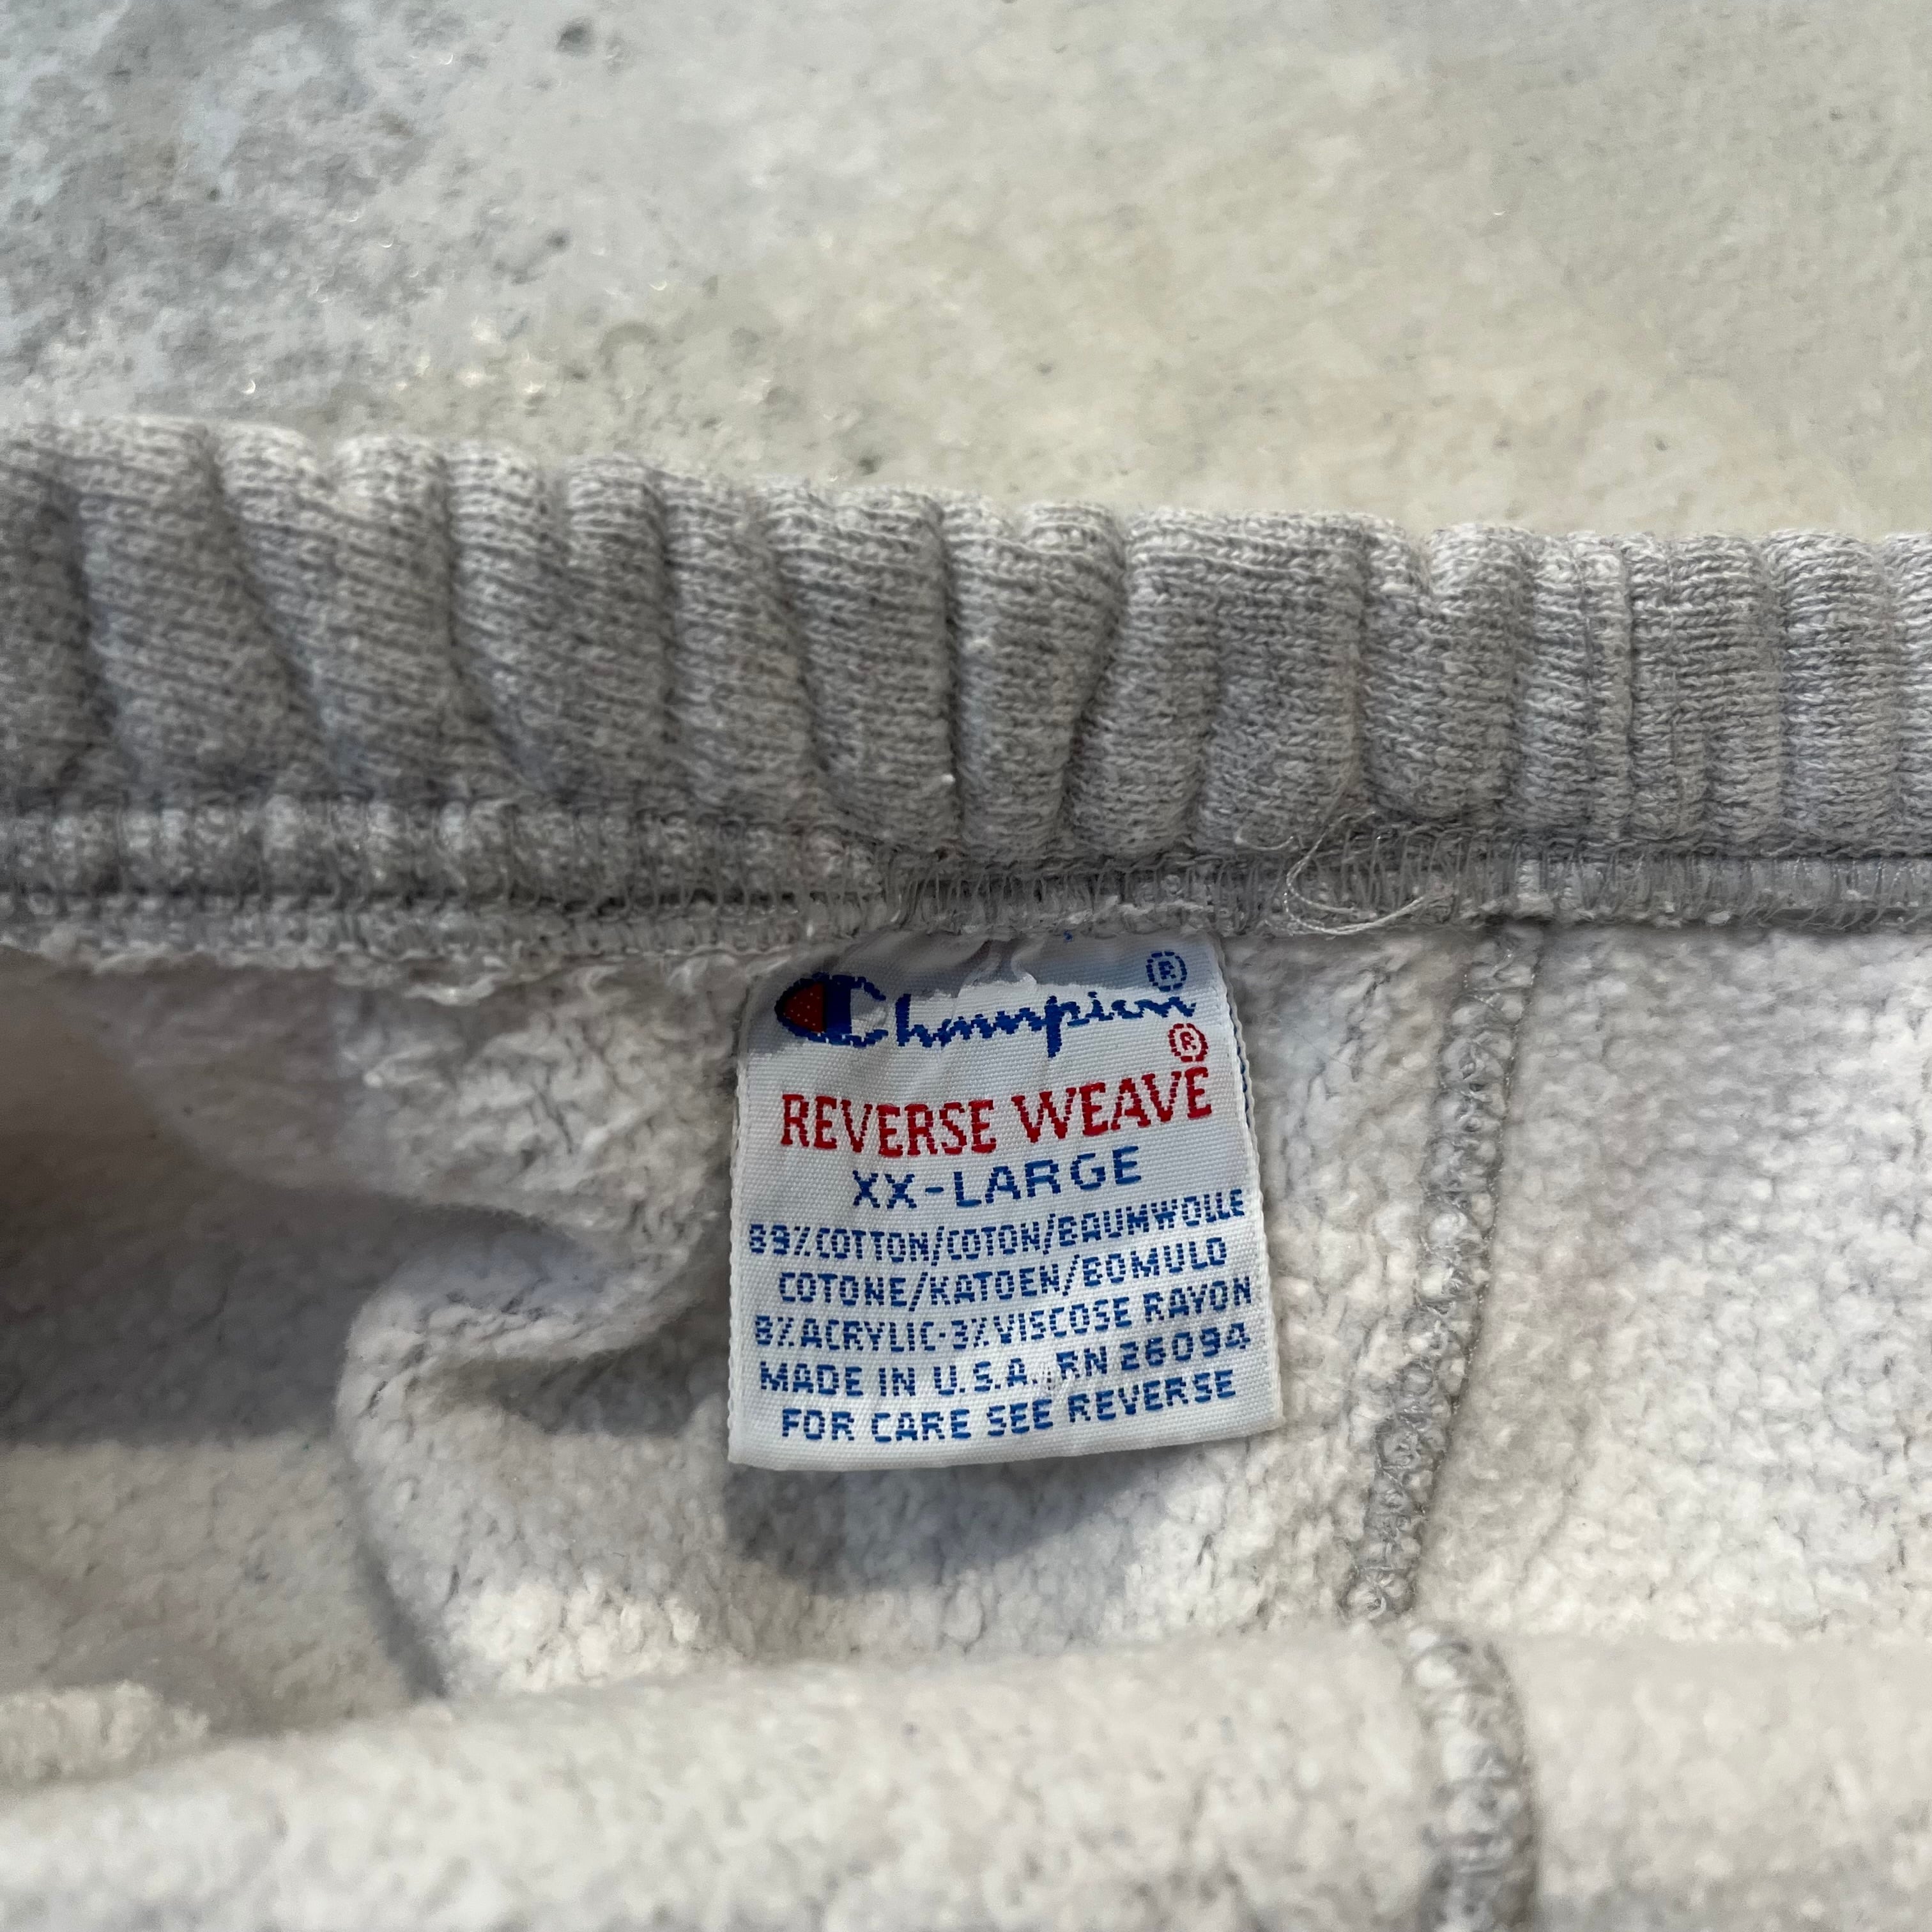 Champion®
®
REVERSE WEAVE
XX-LARGE
89%COTTON/COTON/BAUMWOLLE
COTONE/KATOEN/BOMULD
8%ACRYLIC-3%VISCOSE RAYON
MADE IN U.S.A. RN 26094
FOR CARE SEE REVERSE